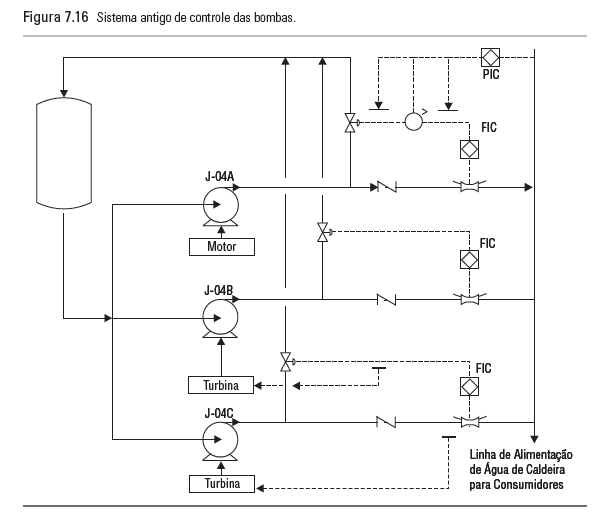 Figura 7.16 Sistema antigo de controle das bombas.
PIC
>
FIC
J-04A
Motor
FIC
J-04B
Turbina
FIC
J-04C
Turbina
Linha de Alimentação
de Água de Caldeira
para Consumidores